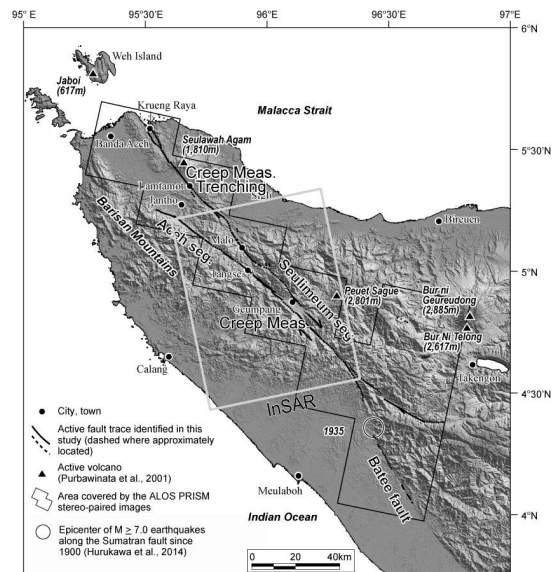 95° E
95.5°E
96.1°E
96.5°E
97°E
6°N
Weh Island
Jaboi
(617m)
Krueng Raya
Malacca Strait
Banda Aceh
Seulawah Agam
(1,810m)
5.5°N
Creep Meas.
Trenching
Lamtamot
Jantho
Sigli
Bireuen
Barisan Mountains
Aceh seg.
Malo
Tangse
Seulimeum seg.
5°N
Peuet Sague
(2,801m)
Bur ni
Geureudong
(2,885m)
Geumpang
Creep Meas.
Bur Ni Telong
(2,617m)
Calang
Takengon
4.5°N
InSAR
1935
City, town
Active fault trace identified in this
study (dashed where approximately
located)
Active volcano
(Purbawinata et al., 2001)
Area covered by the ALOS PRISM
stereo-paired images
Epicenter of M ≥ 7.0 earthquakes
along the Sumatran fault since
1900 (Hurukawa et al., 2014)
Batee fault
Meulaboh
Indian Ocean
4°N
0 20 40km